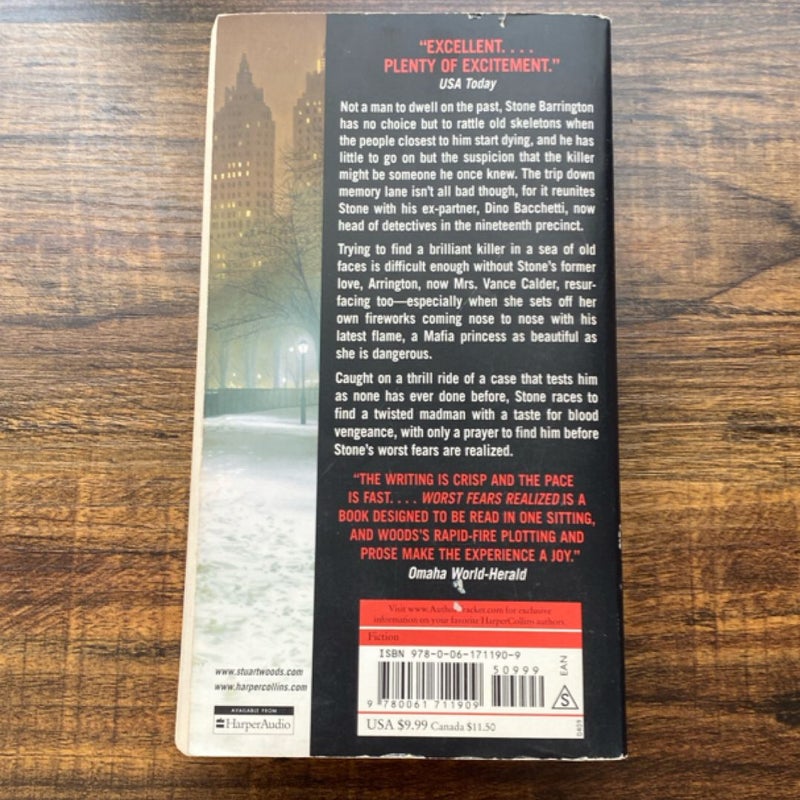 “EXCELLENT. . . .
PLENTY OF EXCITEMENT.”
USA Today
Not a man to dwell on the past, Stone Barrington
has no choice but to rattle old skeletons when
the people closest to him start dying, and he has
little to go on but the suspicion that the killer
might be someone he once knew. The trip down
memory lane isn’t all bad though, for it reunites
Stone with his ex-partner, Dino Bacchetti, now
head of detectives in the nineteenth precinct.
Trying to find a brilliant killer in a sea of old
faces is difficult enough without Stone’s former
love, Arrington, now Mrs. Vance Calder, resur-
facing too—especially when she sets off her
own fireworks coming nose to nose with his
latest flame, a Mafia princess as beautiful as
she is dangerous.
Caught on a thrill ride of a case that tests him
as none has ever done before, Stone races to
find a twisted madman with a taste for blood
vengeance, with only a prayer to find him before
Stone’s worst fears are realized.
“THE WRITING IS CRISP AND THE PACE
IS FAST. . . . WORST FEARS REALIZED IS A
BOOK DESIGNED TO BE READ IN ONE SITTING,
AND WOODS’S RAPID-FIRE PLOTTING AND
PROSE MAKE THE EXPERIENCE A JOY.”
Omaha World-Herald
Visit www.AuthorTracker.com for exclusive
information on your favorite HarperCollins authors.
Fiction
ISBN 978-0-06-171190-9
50999
EAN
9 780061 711909
S
USA $9.99 Canada $11.50
0409
www.stuartwoods.com
www.harpercollins.com
AVAILABLE FROM
HarperAudio